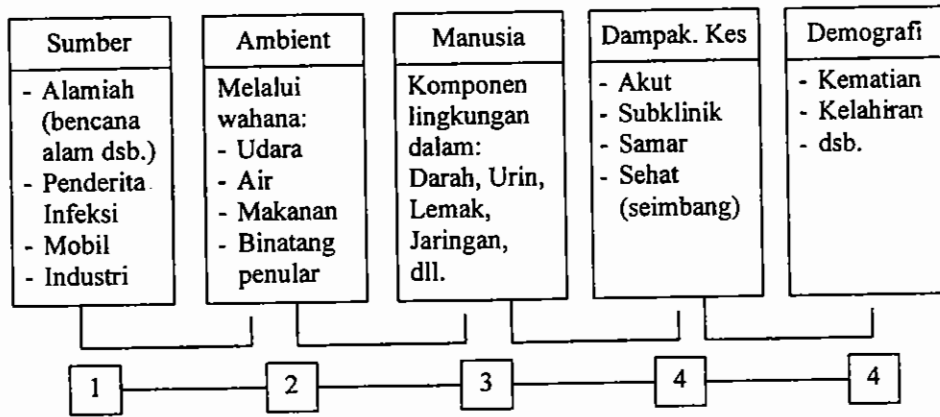 Sumber
- Alamiah
(bencana
alam dsb.)
- Penderita
Infeksi
- Mobil
- Industri
Ambient
Melalui
wahana:
- Udara
- Air
- Makanan
- Binatang
penular
Manusia
Komponen
lingkungan
dalam:
Darah, Urin,
Lemak,
Jaringan,
dll.
Dampak. Kes
- Akut
- Subklinik
- Samar
- Sehat
(seimbang)
Demografi
- Kematian
- Kelahiran
- dsb.
1
2
3
4
4